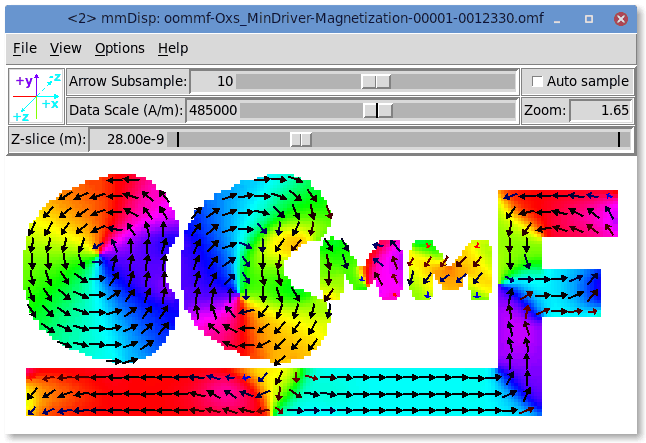 <2> mmDisp: oommf-Oxs_MinDriver-Magnetization-00001-0012330.omf
File View Options Help
+y -z
+x
+z
Arrow Subsample: 10 Auto sample
Data Scale (A/m): 485000 Zoom: 1.65
Z-slice (m): 28.00e-9